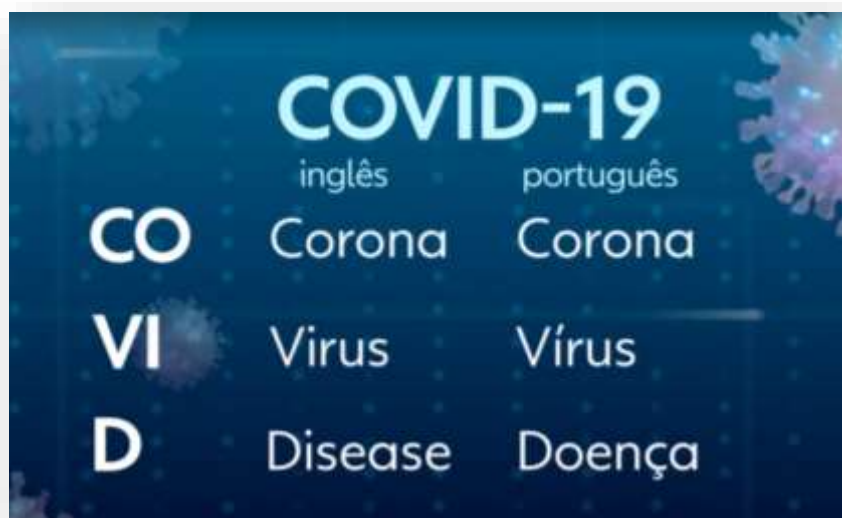 COVID-19
inglês português
CO Corona Corona
VI Virus Vírus
D Disease Doença